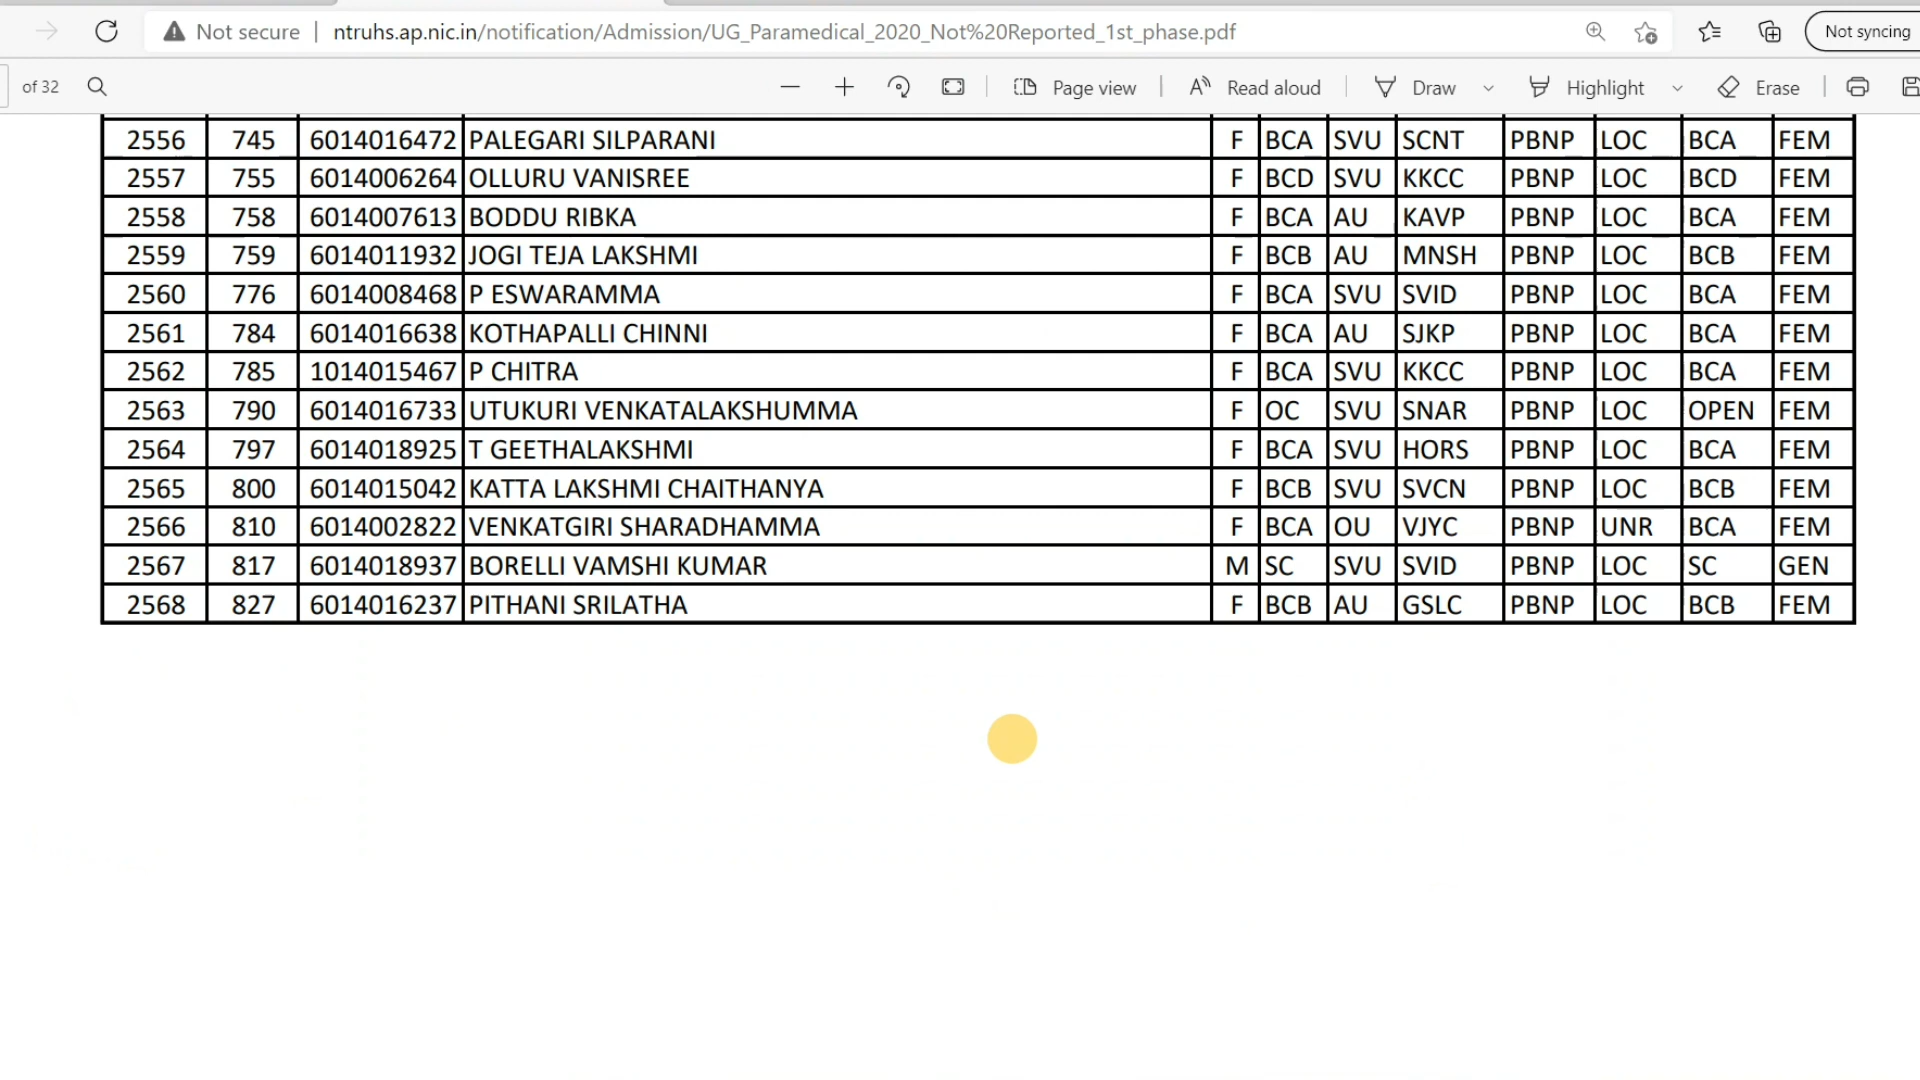 Not secure | ntruhs.ap.nic.in/notification/Admission/UG_Paramedical_2020_Not%20Reported_1st_phase.pdf Not syncing
of 32 Page view Read aloud Draw Highlight Erase
2556 745 6014016472 PALEGARI SILPARANI F BCA SVU SCNT PBNP LOC BCA FEM
2557 755 6014006264 OLLURU VANISREE F BCD SVU KKCC PBNP LOC BCD FEM
2558 758 6014007613 BODDU RIBKA F BCA AU KAVP PBNP LOC BCA FEM
2559 759 6014011932 JOGI TEJA LAKSHMI F BCB AU MNSH PBNP LOC BCB FEM
2560 776 6014008468 P ESWARAMMA F BCA SVU SVID PBNP LOC BCA FEM
2561 784 6014016638 KOTHAPALLI CHINNI F BCA AU SJKP PBNP LOC BCA FEM
2562 785 1014015467 P CHITRA F BCA SVU KKCC PBNP LOC BCA FEM
2563 790 6014016733 UTUKURI VENKATALAKSHUMMA F OC SVU SNAR PBNP LOC OPEN FEM
2564 797 6014018925 T GEETHALAKSHMI F BCA SVU HORS PBNP LOC BCA FEM
2565 800 6014015042 KATTA LAKSHMI CHAITHANYA F BCB SVU SVCN PBNP LOC BCB FEM
2566 810 6014002822 VENKATGIRI SHARADHAMMA F BCA OU VJYC PBNP UNR BCA FEM
2567 817 6014018937 BORELLI VAMSHI KUMAR M SC SVU SVID PBNP LOC SC GEN
2568 827 6014016237 PITHANI SRILATHA F BCB AU GSLC PBNP LOC BCB FEM